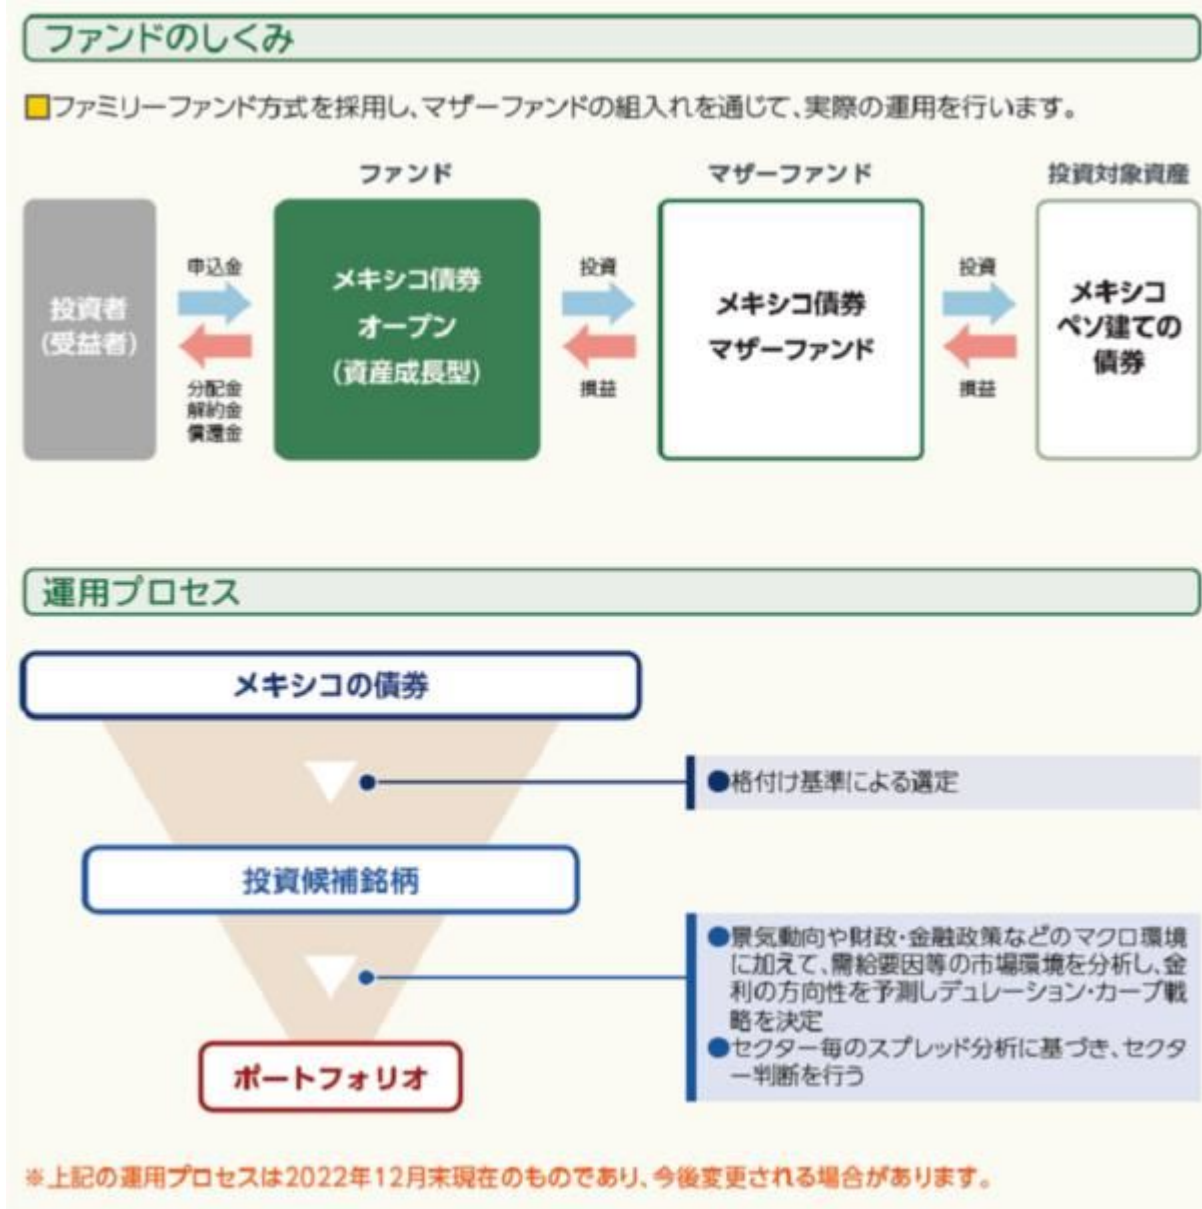 ファンドのしくみ
ファミリーファンド方式を採用し、マザーファンドの組入れを通じて、実際の運用を行います。
ファンド
マザーファンド
投資対象資産
投資者
(受益者)
申込金
分配金
解約金
償還金
メキシコ債券
オープン
(資産成長型)
投資
損益
メキシコ債券
マザーファンド
投資
損益
メキシコ
ペソ建ての
債券
運用プロセス
メキシコの債券
●格付け基準による選定
投資候補銘柄
●景気動向や財政・金融政策などのマクロ環境
に加えて、需給要因等の市場環境を分析し、金
利の方向性を予測しデュレーション・カーブ戦
略を決定
●セクター毎のスプレッド分析に基づき、セクタ
ー判断を行う
ポートフォリオ
※上記の運用プロセスは2022年12月末現在のものであり、今後変更される場合があります。